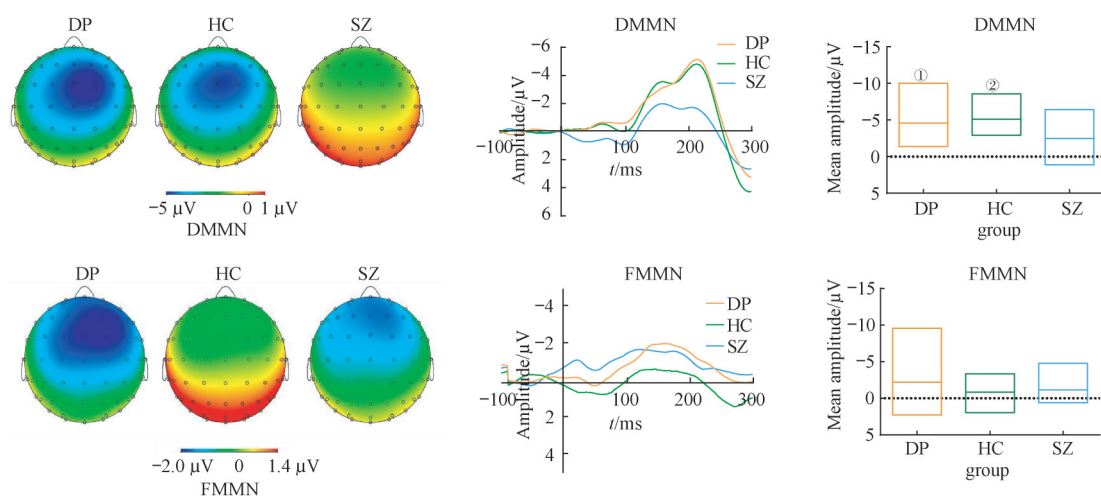 DP HC SZ
−5 μV 0 1 μV
DMMN
DMMN
−6
−4
−2
2
4
6
Amplitude/μV
−100 100 200 300
t/ms
DP
HC
SZ
DMMN
−15
−10
−5
0
5
Mean amplitude/μV
① ②
DP HC SZ
group
DP HC SZ
−2.0 μV 0 1.4 μV
FMMN
FMMN
−4
−2
2
4
Amplitude/μV
−100 100 200 300
t/ms
DP
HC
SZ
FMMN
−15
−10
−5
0
5
Mean amplitude/μV
DP HC SZ
group